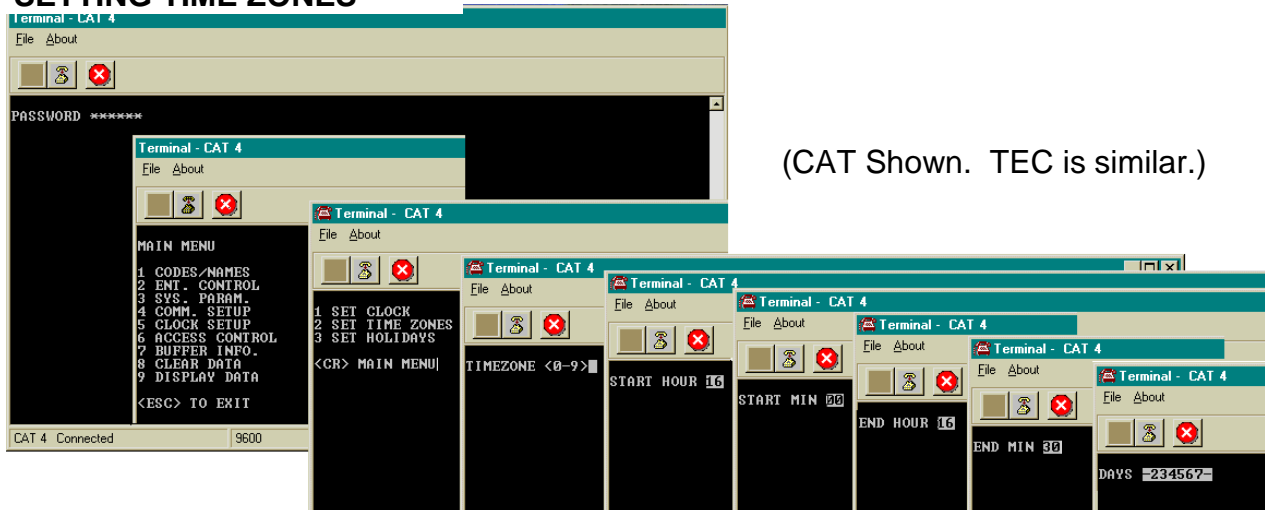 SETTING TIME ZONES
Terminal - CAT 4
File About
PASSWORD ******
(CAT Shown. TEC is similar.)
Terminal - CAT 4
File About
MAIN MENU
1 CODES/NAMES
2 ENT. CONTROL
3 SYS. PARAM.
4 COMM. SETUP
5 CLOCK SETUP
6 ACCESS CONTROL
7 BUFFER INFO.
8 CLEAR DATA
9 DISPLAY DATA
<ESC> TO EXIT
CAT 4 Connected
9600
Terminal - CAT 4
File About
1 SET CLOCK
2 SET TIME ZONES
3 SET HOLIDAYS
<CR> MAIN MENU
Terminal - CAT 4
File About
TIMEZONE <0-9>
Terminal - CAT 4
File About
START HOUR 16
Terminal - CAT 4
File About
START MIN 00
Terminal - CAT 4
File About
END HOUR 16
Terminal - CAT 4
File About
END MIN 30
Terminal - CAT 4
File About
DAYS -234567-